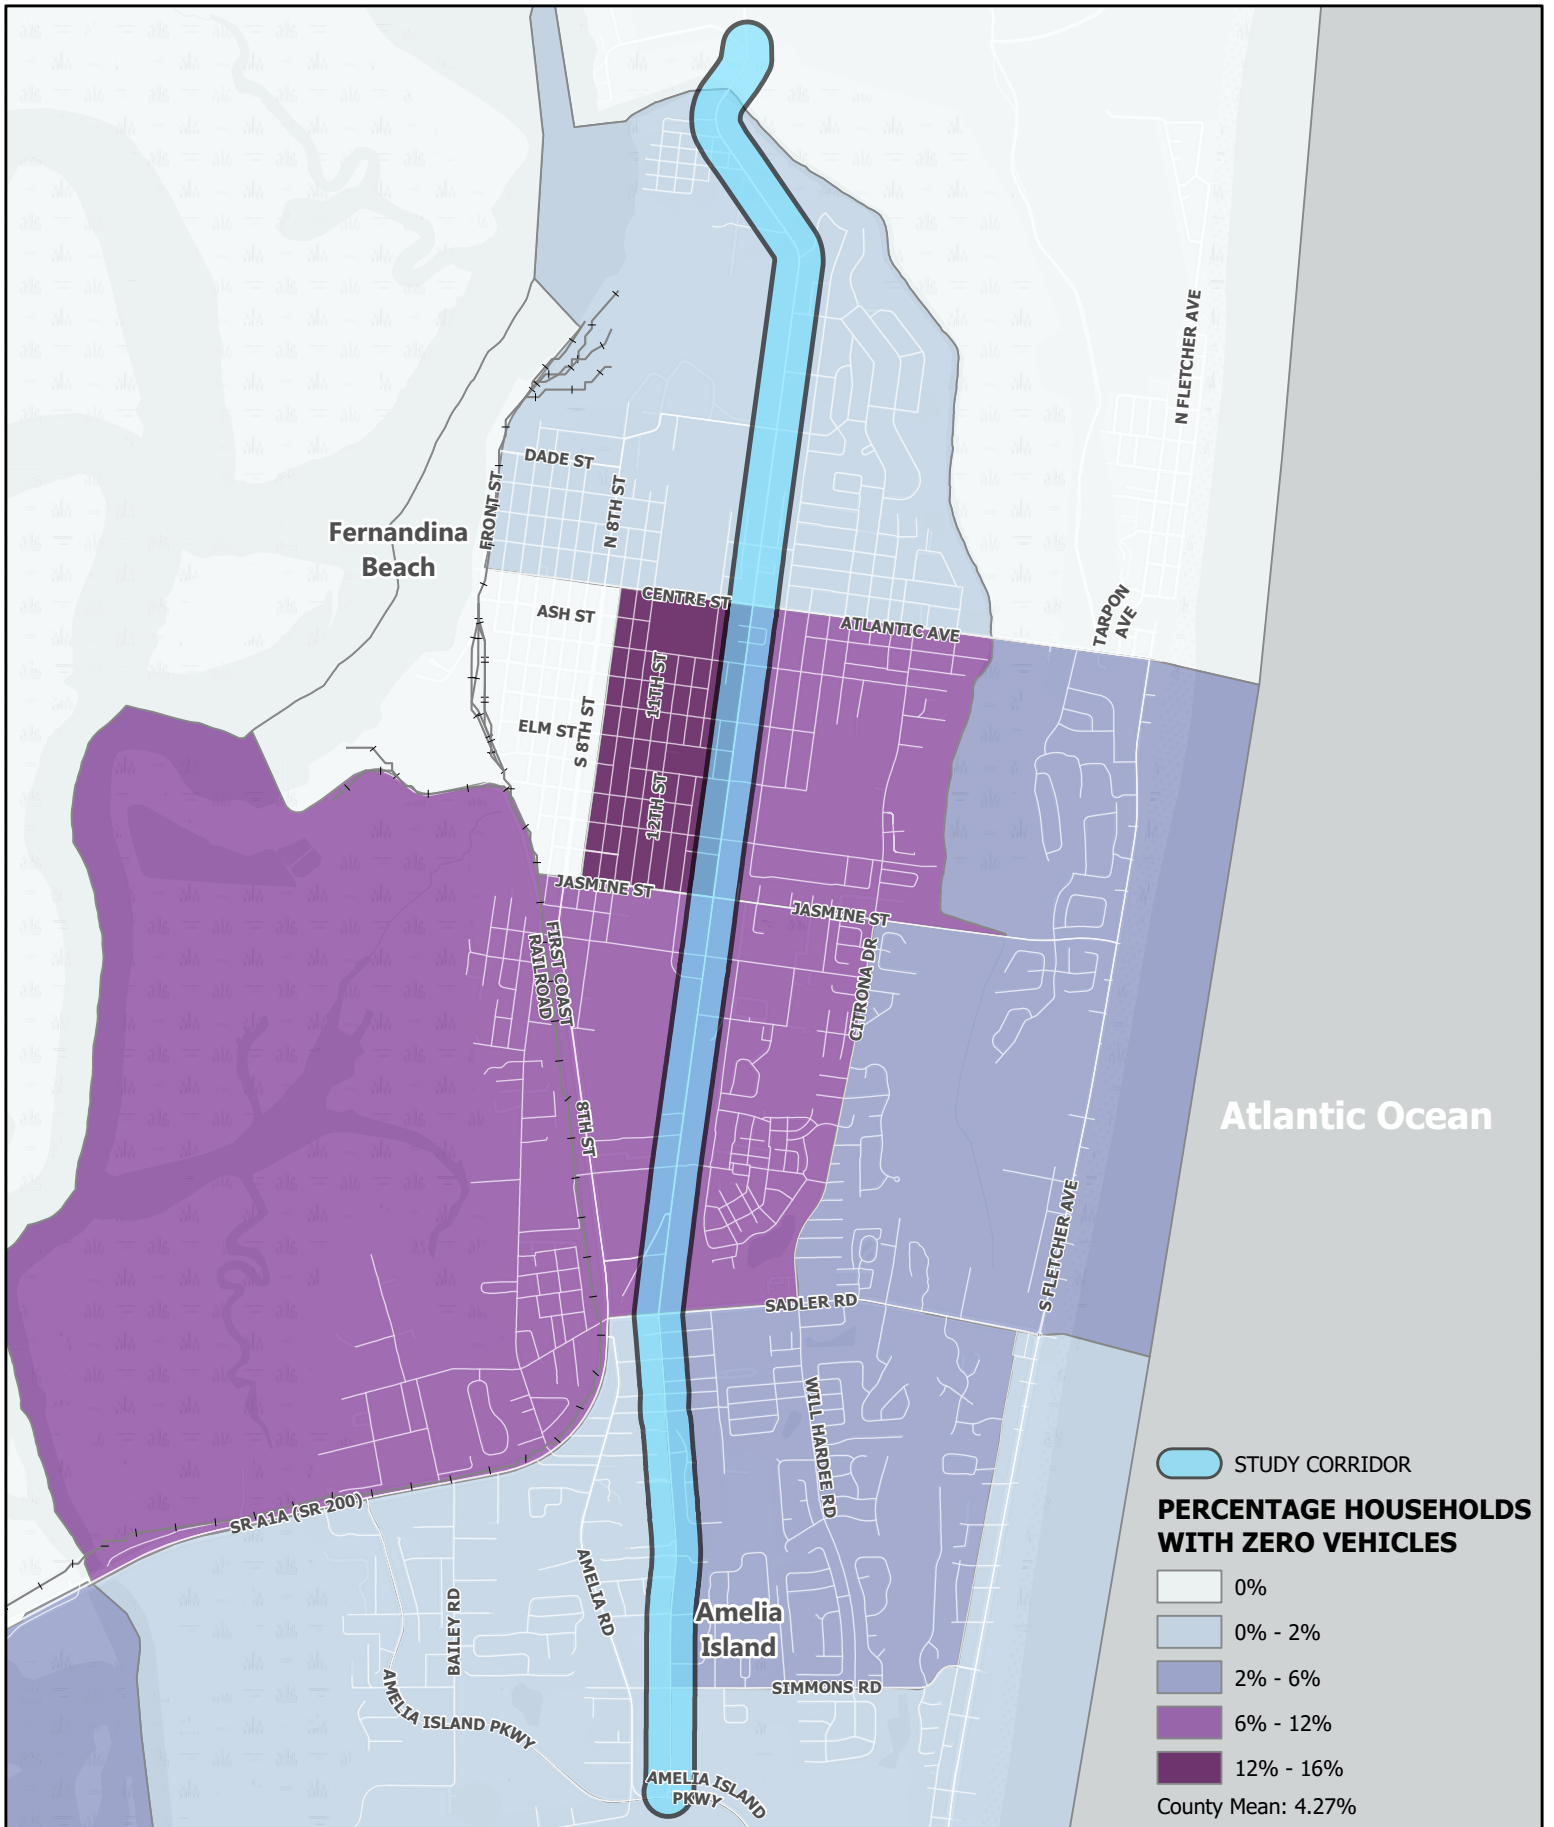 N FLETCHER AVE
DADE ST
N 8TH ST
FRONT ST
Fernandina
Beach
CENTRE ST
ASH ST
ATLANTIC AVE
TARPON
AVE
11TH ST
S 8TH ST
ELM ST
12TH ST
JASMINE ST
JASMINE ST
CITRONA DR
FIRST COAST
RAILROAD
8TH ST
Atlantic Ocean
S FLETCHER AVE
SADLER RD
WILL HARDEE RD
SR A1A (SR 200)
AMELIA RD
BAILEY RD
Amelia
Island
SIMMONS RD
AMELIA ISLAND PKWY
AMELIA ISLAND
PKWY
STUDY CORRIDOR
PERCENTAGE HOUSEHOLDS
WITH ZERO VEHICLES
0%
0% - 2%
2% - 6%
6% - 12%
12% - 16%
County Mean: 4.27%